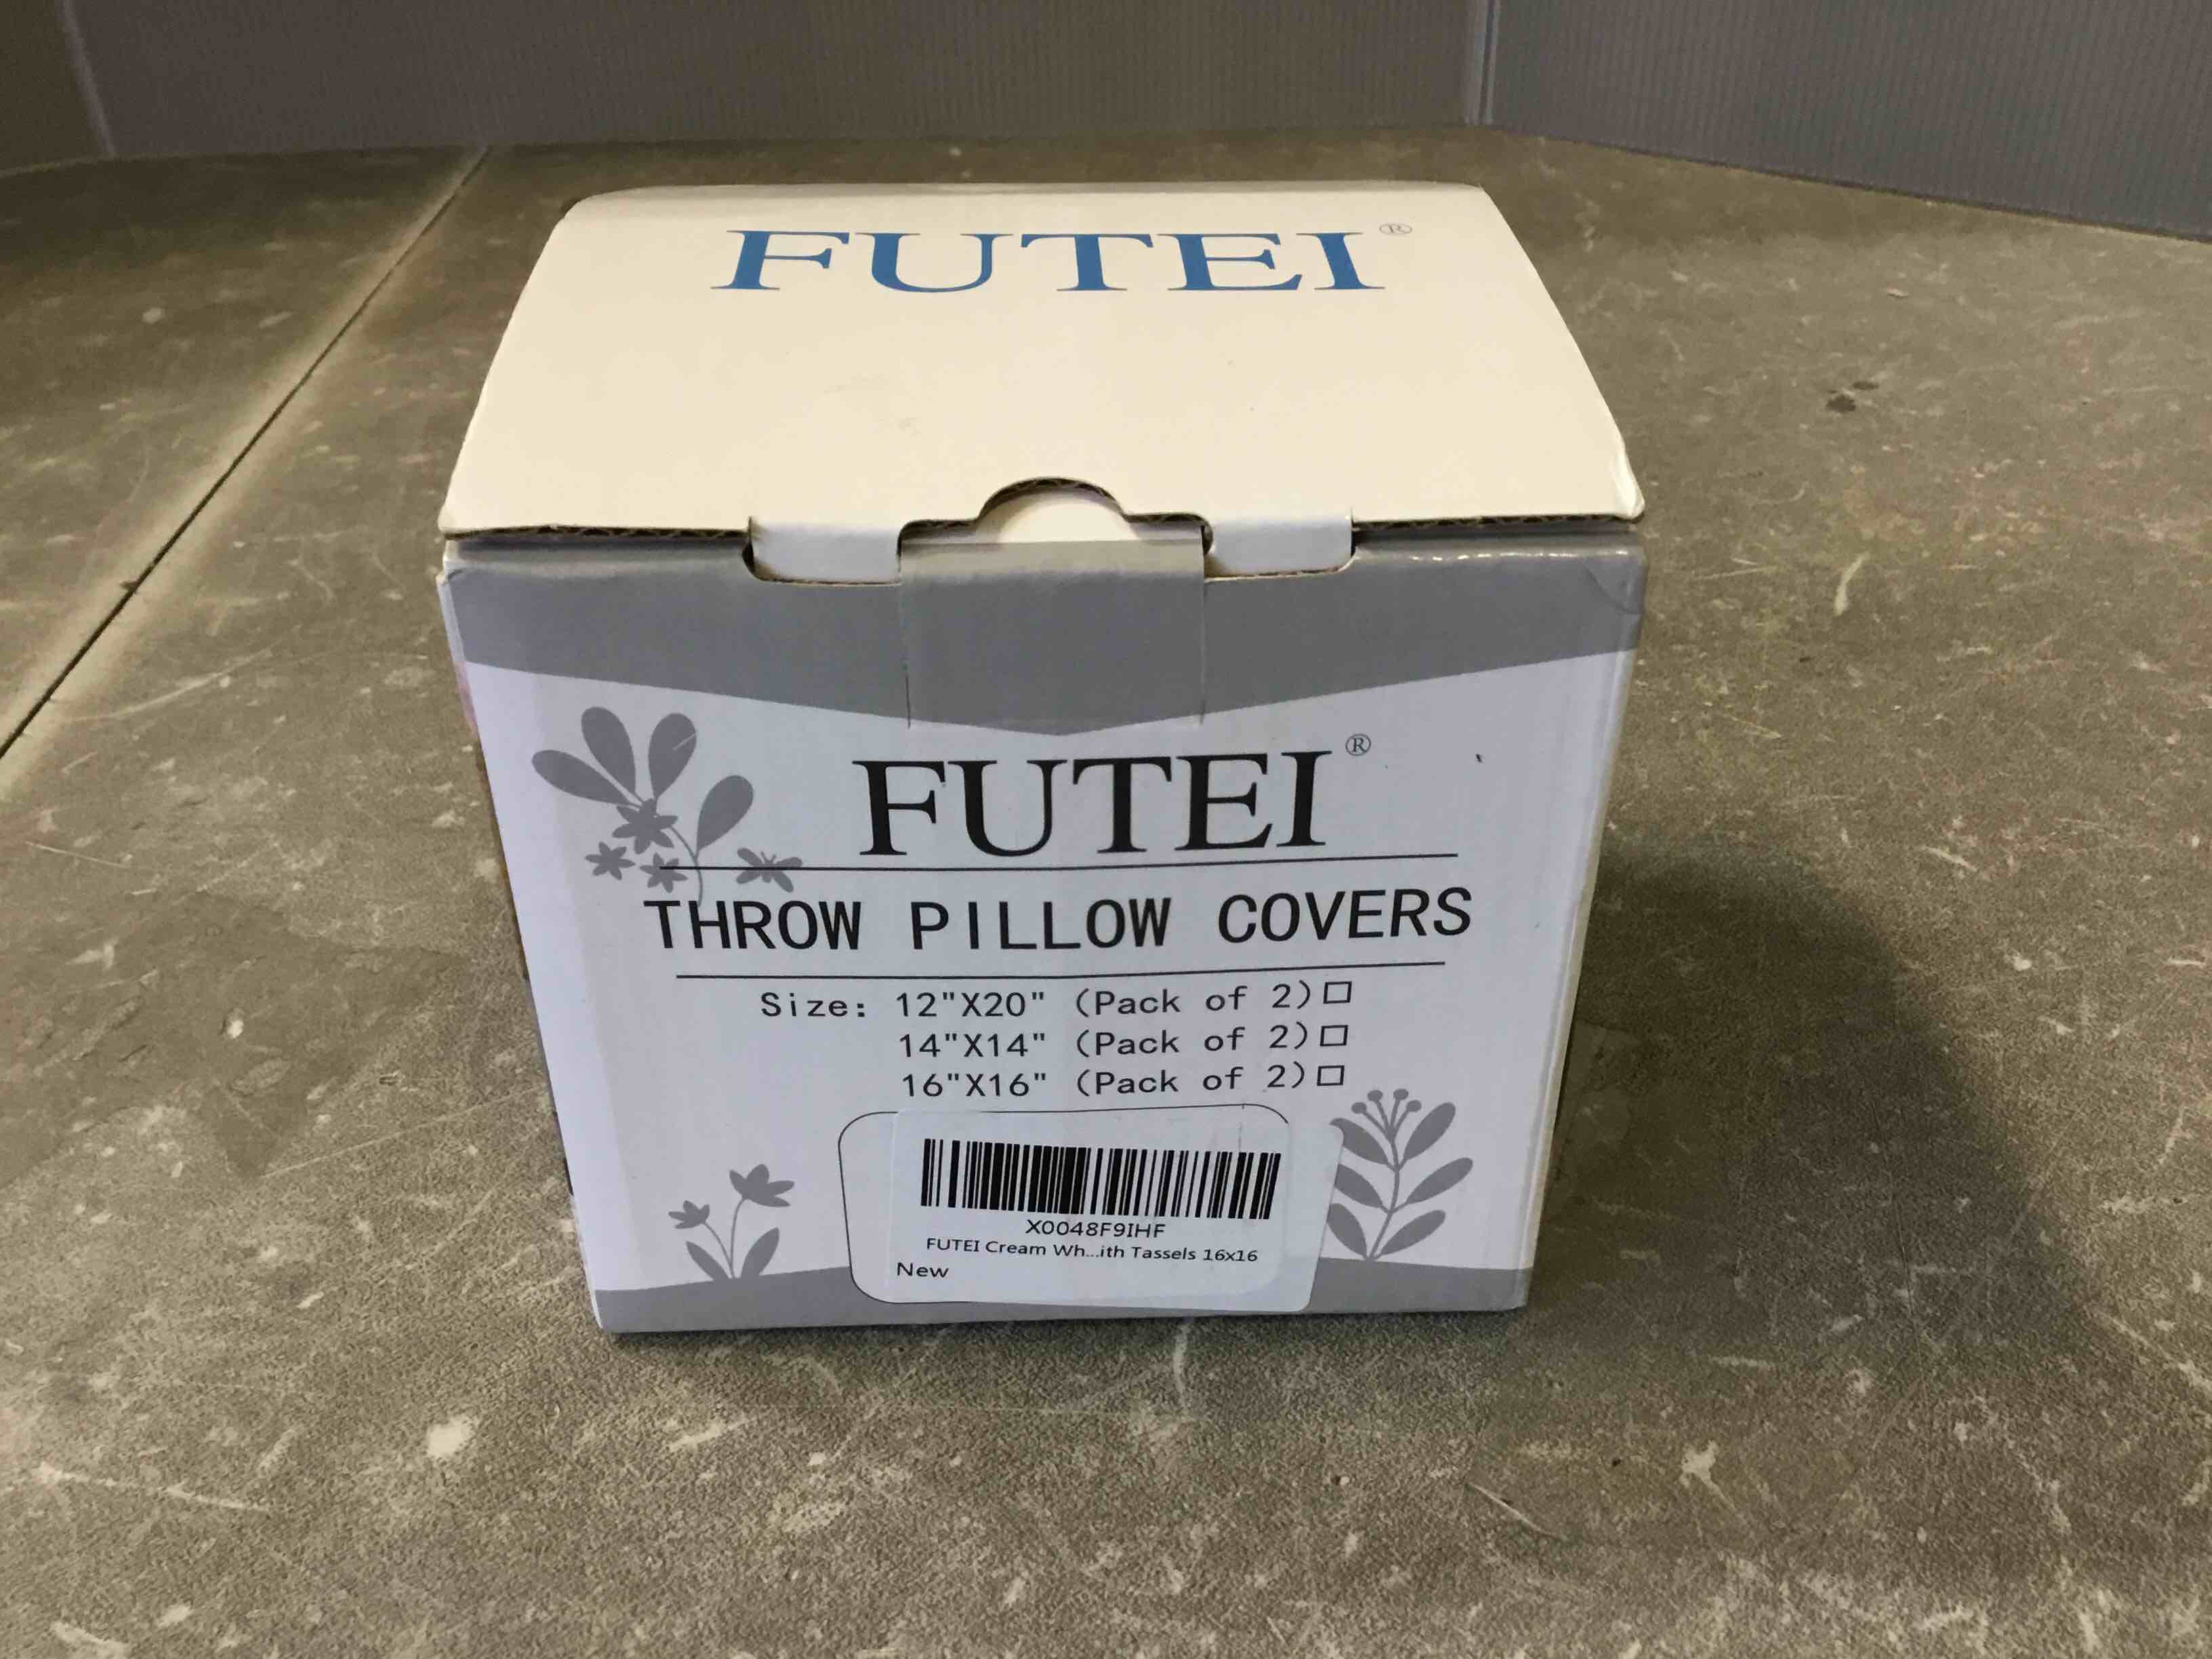 FUTEI®
FUTEI®
THROW PILLOW COVERS
Size: 12"X20" (Pack of 2)□
14"X14" (Pack of 2)□
16"X16" (Pack of 2)□
X0048F9IHF
FUTEI Cream Wh...ith Tassels 16x16
New